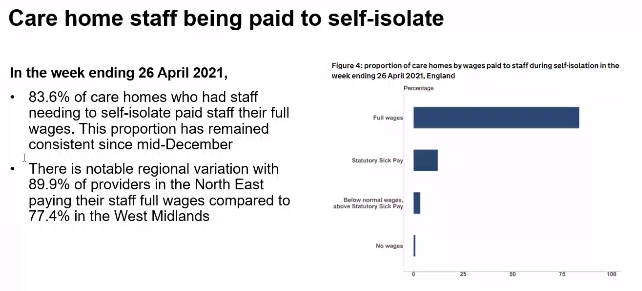 Care home staff being paid to self-isolate
In the week ending 26 April 2021,
• 83.6% of care homes who had staff
needing to self-isolate paid staff their full
wages. This proportion has remained
consistent since mid-December
• There is notable regional variation with
89.9% of providers in the North East
paying their staff full wages compared to
77.4% in the West Midlands
Figure 4: proportion of care homes by wages paid to staff during self-isolation in the
week ending 26 April 2021, England
Percentage
Full wages
Statutory Sick Pay
Below normal wages,
above Statutory Sick Pay
No wages
0 25 50 75 100